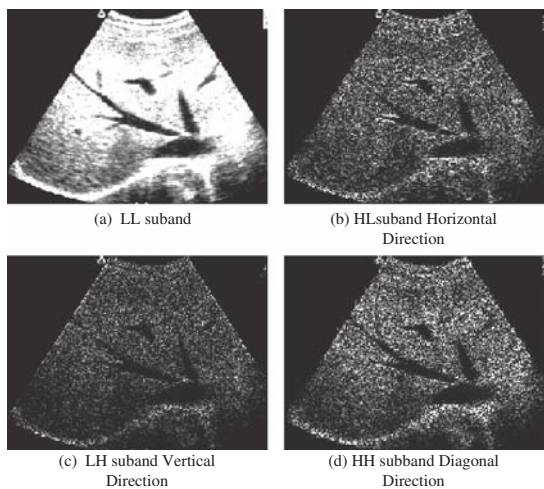 (a) LL suband
(b) HLsuband Horizontal
Direction
(c) LH suband Vertical
Direction
(d) HH subband Diagonal
Direction